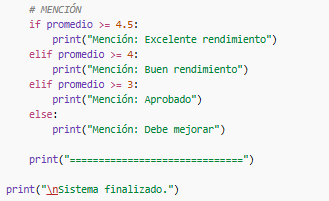 # MENCIÓN
if promedio >= 4.5:
print("Mención: Excelente rendimiento")
elif promedio >= 4:
print("Mención: Buen rendimiento")
elif promedio >= 3:
print("Mención: Aprobado")
else:
print("Mención: Debe mejorar")
print("==============================")
print("\nSistema finalizado.")